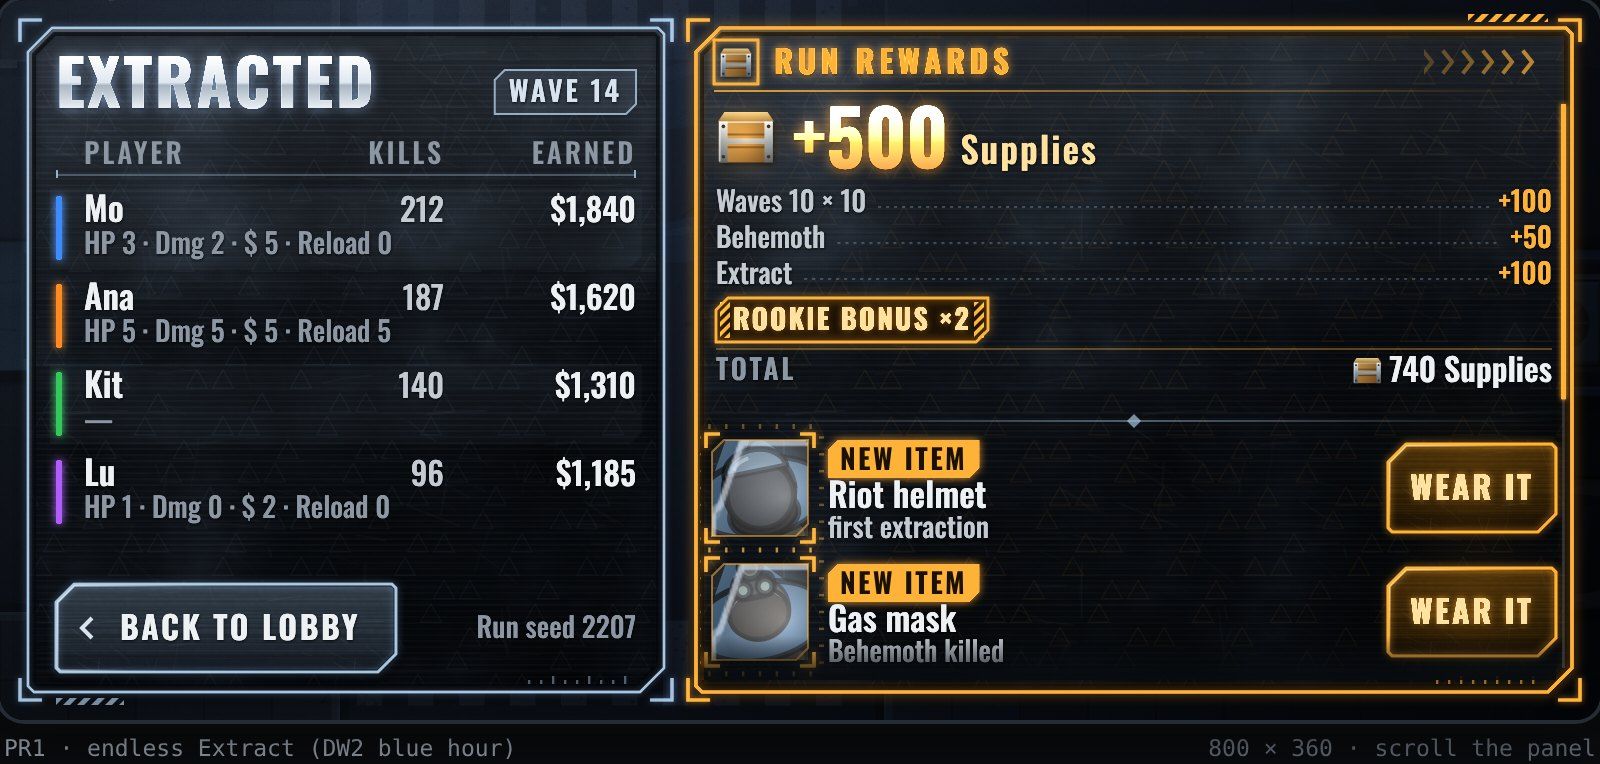 EXTRACTED
WAVE 14
PLAYER KILLS EARNED
Mo 212 $1,840
HP 3 · Dmg 2 · $ 5 · Reload 0
Ana 187 $1,620
HP 5 · Dmg 5 · $ 5 · Reload 5
Kit 140 $1,310
—
Lu 96 $1,185
HP 1 · Dmg 0 · $ 2 · Reload 0
BACK TO LOBBY
Run seed 2207
RUN REWARDS
+500 Supplies
Waves 10 × 10 +100
Behemoth +50
Extract +100
ROOKIE BONUS ×2
TOTAL 740 Supplies
NEW ITEM
Riot helmet
first extraction
WEAR IT
NEW ITEM
Gas mask
Behemoth killed
WEAR IT
PR1 · endless Extract (DW2 blue hour)
800 × 360 · scroll the panel